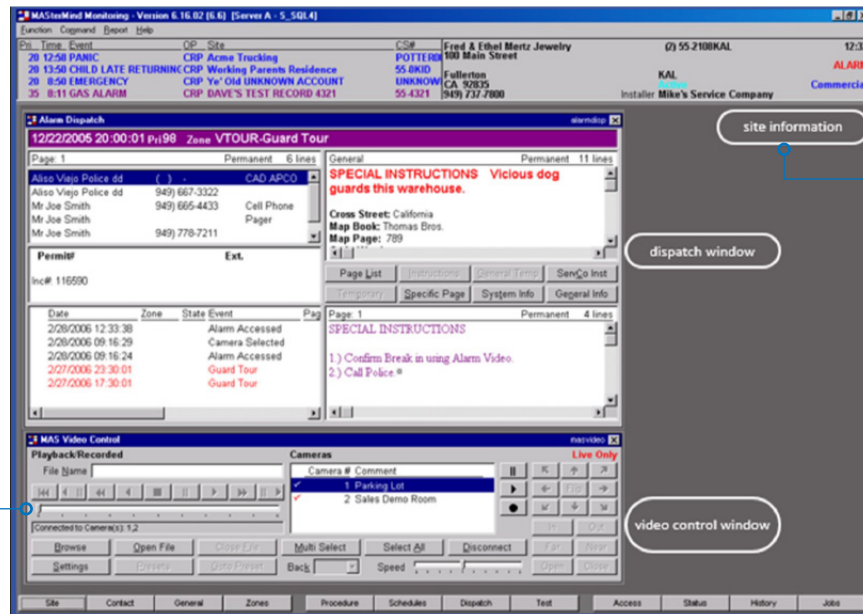 MASterMind Monitoring - Version 6.16.02 [6.6] [Server A - S_SQL4]
Function Command Report Help
Pri Time Event OP Site CS#
20 12:58 PANIC CRP Acme Trucking POTTERD
20 13:50 CHILD LATE RETURNING CRP Working Parents Residence 55-0KID
20 8:50 EMERGENCY CRP Ye' Old UNKNOWN ACCOUNT UNKNOW
35 8:11 GAS ALARM CRP DAVE'S TEST RECORD 4321 55-4321
Fred & Ethel Mertz Jewelry (2) 55-2108KAL 12:3
100 Main Street
ALARM
Fullerton KAL
CA 92835 Active Commercia
(949) 737-7800 Installer Mike's Service Company
Alarm Dispatch alarmdisp
12/22/2005 20:00:01 Pri98 Zone VTOUR-Guard Tour
Page: 1 Permanent 6 lines
Aliso Viejo Police dd ( ) - CAD APCO
Aliso Viejo Police dd 949) 667-3322
Mr Joe Smith 949) 665-4433 Cell Phone
Mr Joe Smith Pager
Mr Joe Smith 949) 778-7211
General Permanent 11 lines
SPECIAL INSTRUCTIONS Vicious dog
guards this warehouse.
Cross Street: California
Map Book: Thomas Bros.
Map Page: 789
Permit# Ext.
Inc#: 116590
Page List Instructions General Temp ServCo Inst
Temporary Specific Page System Info General Info
Date Zone State Event Pag
2/28/2006 12:33:38 Alarm Accessed
2/28/2006 09:16:29 Camera Selected
2/28/2006 09:16:24 Alarm Accessed
2/27/2006 23:30:01 Guard Tour
2/27/2006 17:30:01 Guard Tour
Page: 1 Permanent 4 lines
SPECIAL INSTRUCTIONS
1.) Confirm Break in using Alarm Video.
2.) Call Police.*
MAS Video Control masvideo
Playback/Recorded Cameras Live Only
File Name
Camera # Comment
1 Parking Lot
2 Sales Demo Room
Flip
Connected to Camera(s): 1,2
In Out
Browse Open File Close File Multi Select Select All Disconnect Far Near
Settings Presets Goto Preset Back Speed Open Close
Site Contact General Zones Procedure Schedules Dispatch Test Access Status History Jobs
site information
dispatch window
video control window